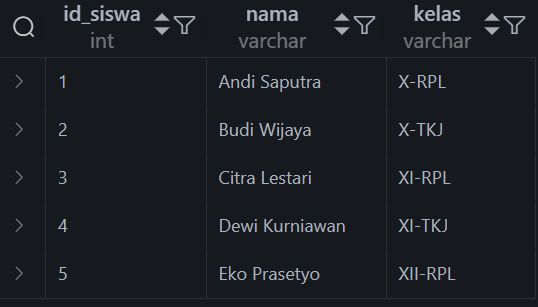 id_siswa nama kelas
int varchar varchar
1 Andi Saputra X-RPL
2 Budi Wijaya X-TKJ
3 Citra Lestari XI-RPL
4 Dewi Kurniawan XI-TKJ
5 Eko Prasetyo XII-RPL